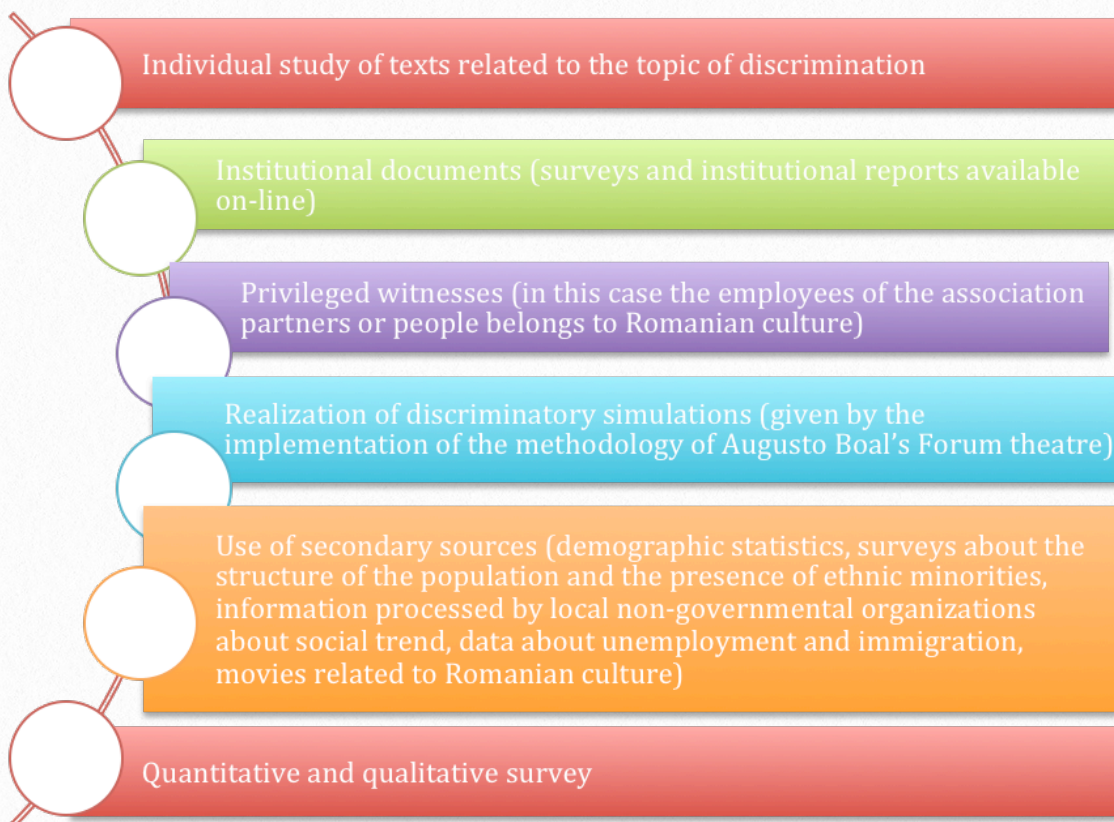 Individual study of texts related to the topic of discrimination
Institutional documents (surveys and institutional reports available
on-line)
Privileged witnesses (in this case the employees of the association
partners or people belongs to Romanian culture)
Realization of discriminatory simulations (given by the
implementation of the methodology of Augusto Boal’s Forum theatre)
Use of secondary sources (demographic statistics, surveys about the
structure of the population and the presence of ethnic minorities,
information processed by local non-governmental organizations
about social trend, data about unemployment and immigration,
movies related to Romanian culture)
Quantitative and qualitative survey